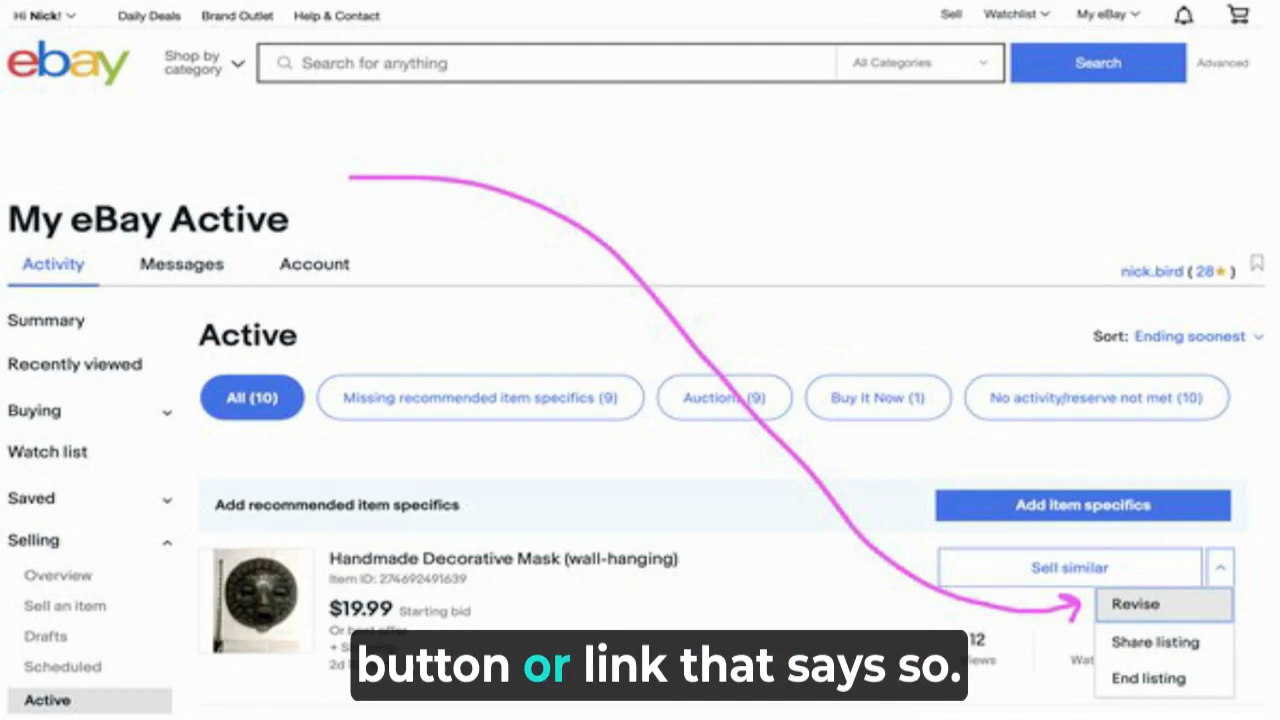 Hi Nick! Daily Deals Brand Outlet Help & Contact Sell Watchlist My eBay
ebay Shop by category Search for anything All Categories Search Advanced
My eBay Active
Activity Messages Account
nick.bird (28★)
Summary
Recently viewed
Buying
Watch list
Saved
Selling
Overview
Sell an item
Drafts
Scheduled
Active
Active
Sort: Ending soonest
All (10) Missing recommended item specifics (9) Auctions (9) Buy It Now (1) No activity/reserve not met (10)
Add recommended item specifics Add item specifics
Handmade Decorative Mask (wall-hanging)
Item ID: 274692491639
$19.99 Starting bid
Or best offer
Sell similar
Revise
Share listing
End listing
12
button or link that says so.